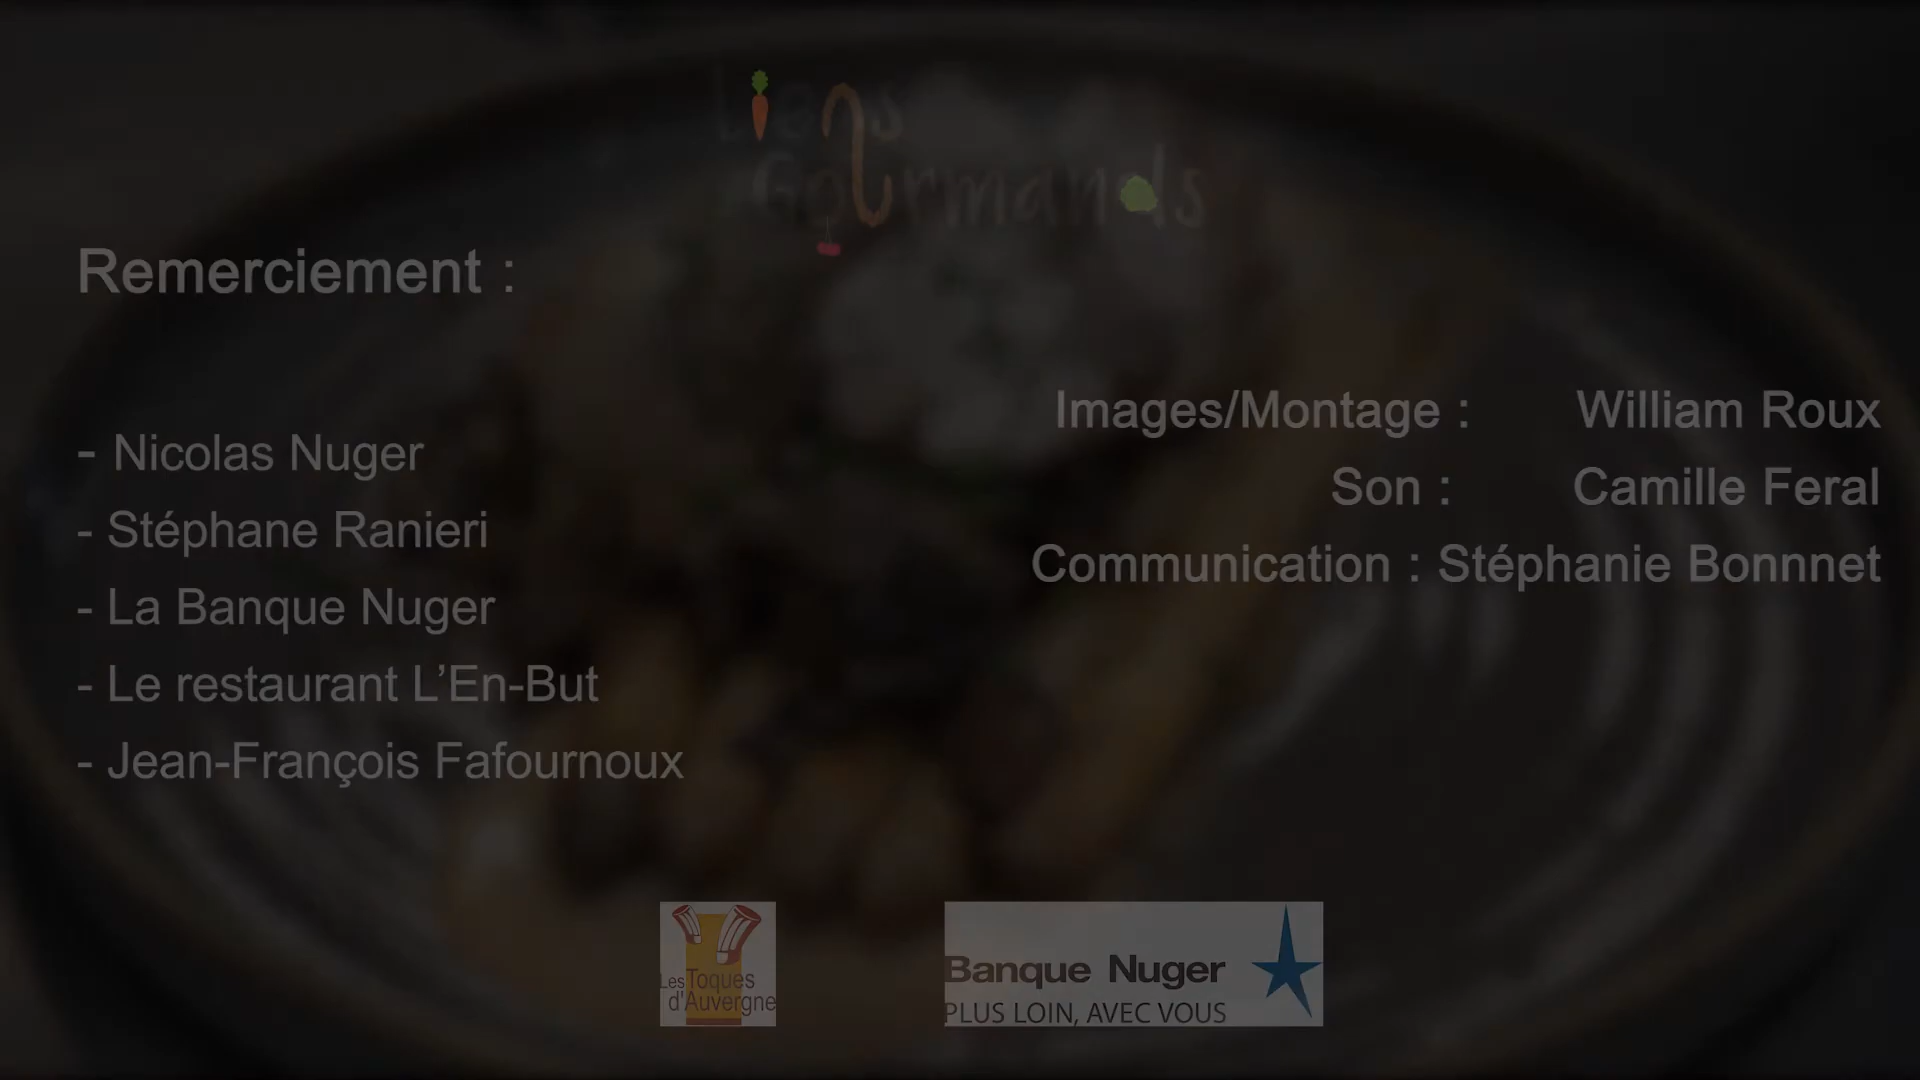 Liens
Gourmands
Remerciement :
- Nicolas Nuger
- Stéphane Ranieri
- La Banque Nuger
- Le restaurant L’En-But
- Jean-François Fafournoux
Images/Montage : William Roux
Son : Camille Feral
Communication : Stéphanie Bonnnet
Les Toques
d'Auvergne
Banque Nuger
PLUS LOIN, AVEC VOUS